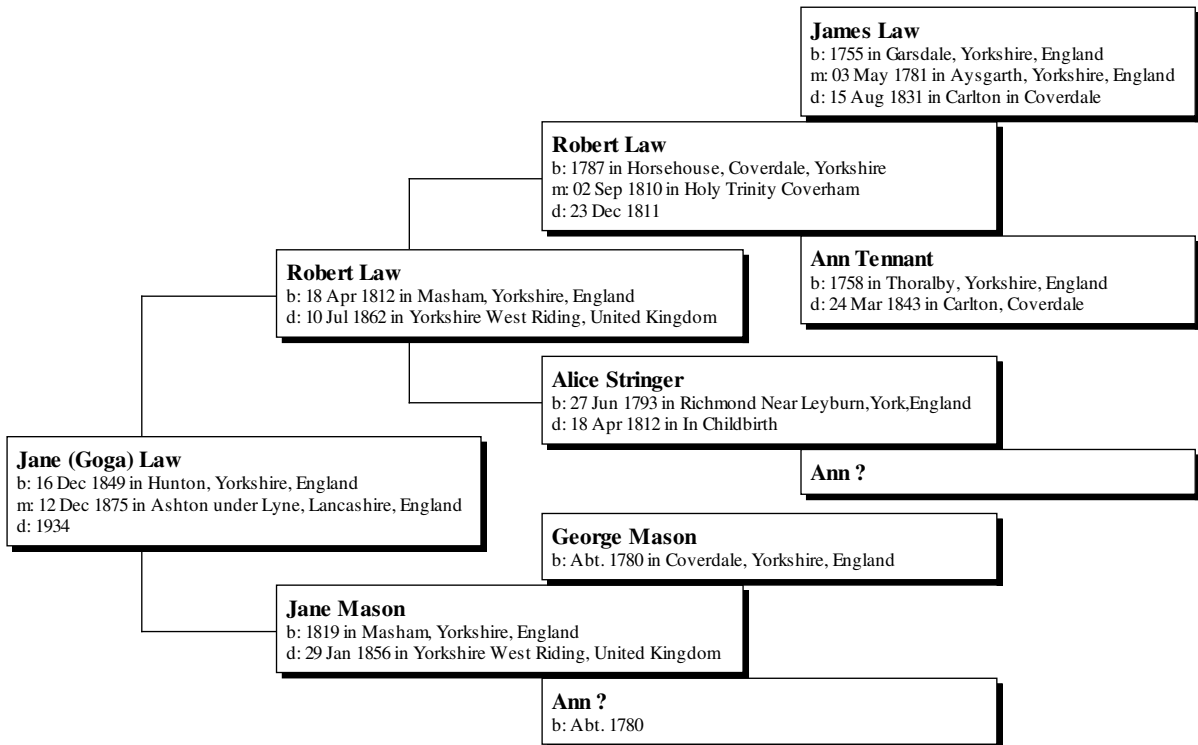 James Law
b: 1755 in Garsdale, Yorkshire, England
m: 03 May 1781 in Aysgarth, Yorkshire, England
d: 15 Aug 1831 in Carlton in Coverdale
Robert Law
b: 1787 in Horsehouse, Coverdale, Yorkshire
m: 02 Sep 1810 in Holy Trinity Coverham
d: 23 Dec 1811
Ann Tennant
b: 1758 in Thoralby, Yorkshire, England
d: 24 Mar 1843 in Carlton, Coverdale
Robert Law
b: 18 Apr 1812 in Masham, Yorkshire, England
d: 10 Jul 1862 in Yorkshire West Riding, United Kingdom
Alice Stringer
b: 27 Jun 1793 in Richmond Near Leyburn,York,England
d: 18 Apr 1812 in In Childbirth
Ann ?
Jane (Goga) Law
b: 16 Dec 1849 in Hunton, Yorkshire, England
m: 12 Dec 1875 in Ashton under Lyne, Lancashire, England
d: 1934
George Mason
b: Abt. 1780 in Coverdale, Yorkshire, England
Jane Mason
b: 1819 in Masham, Yorkshire, England
d: 29 Jan 1856 in Yorkshire West Riding, United Kingdom
Ann ?
b: Abt. 1780